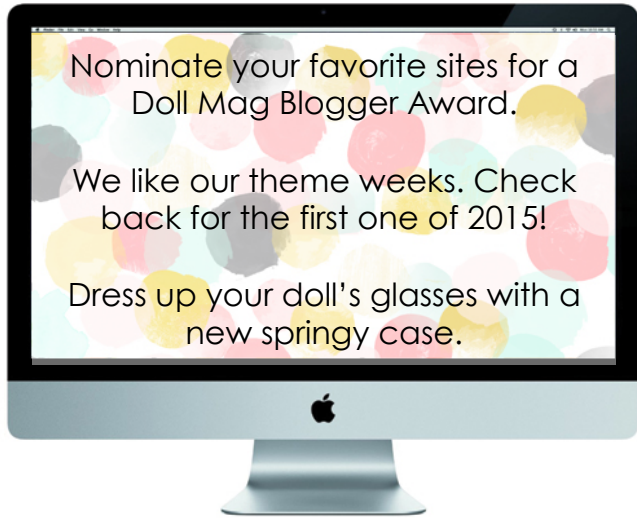 Nominate your favorite sites for a
Doll Mag Blogger Award.
We like our theme weeks. Check
back for the first one of 2015!
Dress up your doll's glasses with a
new springy case.